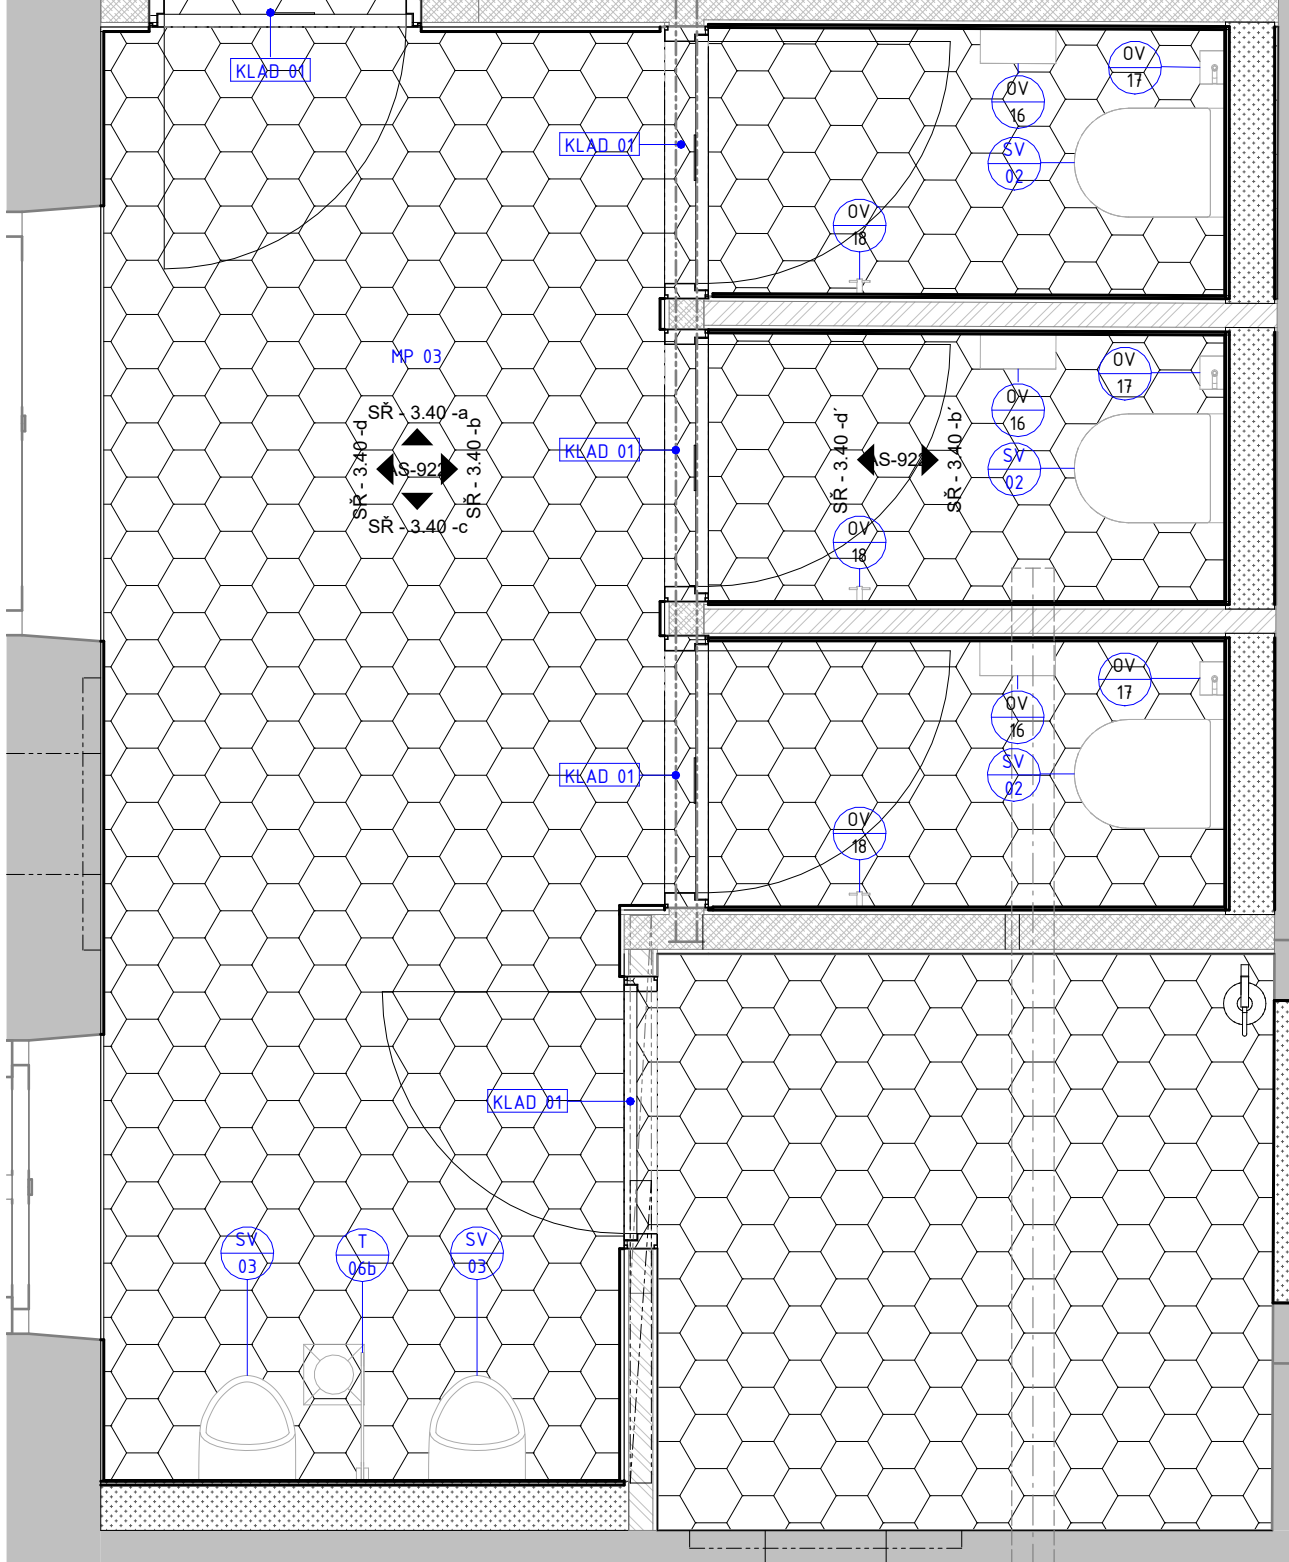 KLAD 01
OV
17
OV
16
KLAD 01
SV
02
OV
18
MP 03
OV
17
SŘ - 3.40 -a
SŘ - 3.40 -d
SŘ - 3.40 -b
SŘ - 3.40 -c
KLAD 01
SŘ - 3.40 -d´
SŘ - 3.40 -b´
OV
16
SV
02
OV
18
OV
17
OV
16
KLAD 01
SV
02
OV
18
KLAD 01
SV
03
T
06b
SV
03